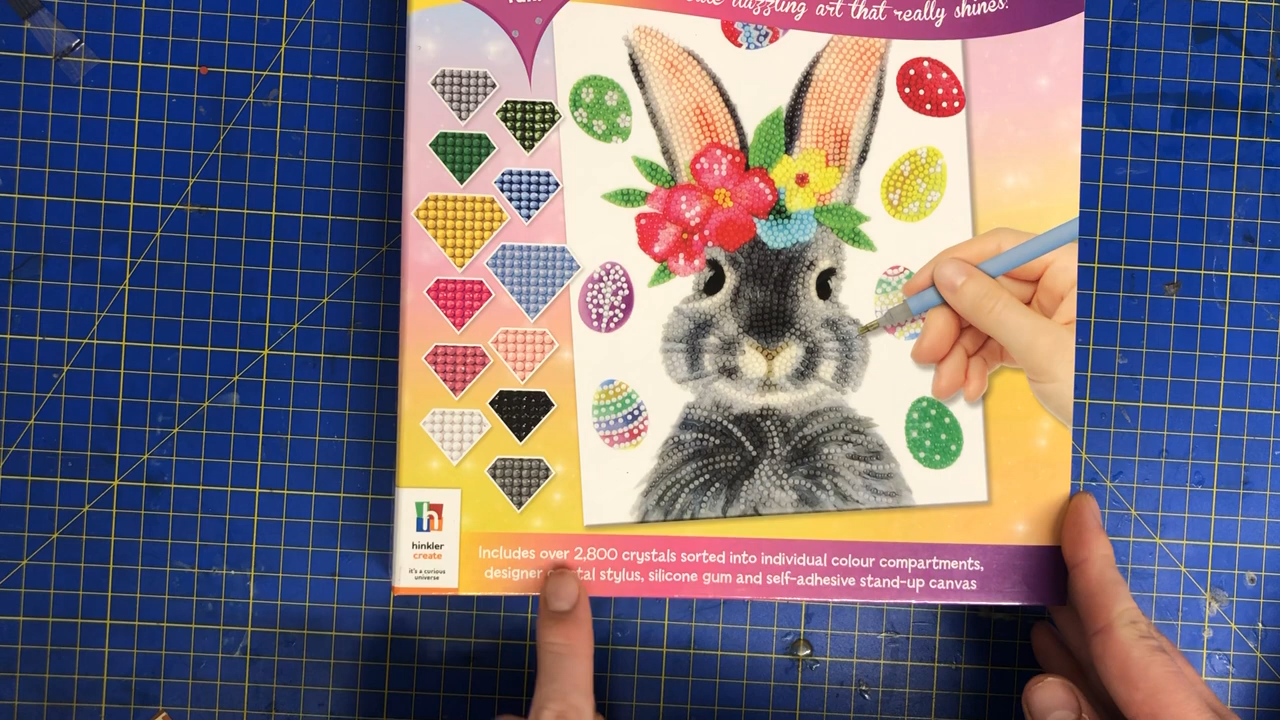 dazzling art that really shines!
hinkler
create
it's a curious
universe
Includes over 2,800 crystals sorted into individual colour compartments,
designer stylus, silicone gum and self-adhesive stand-up canvas